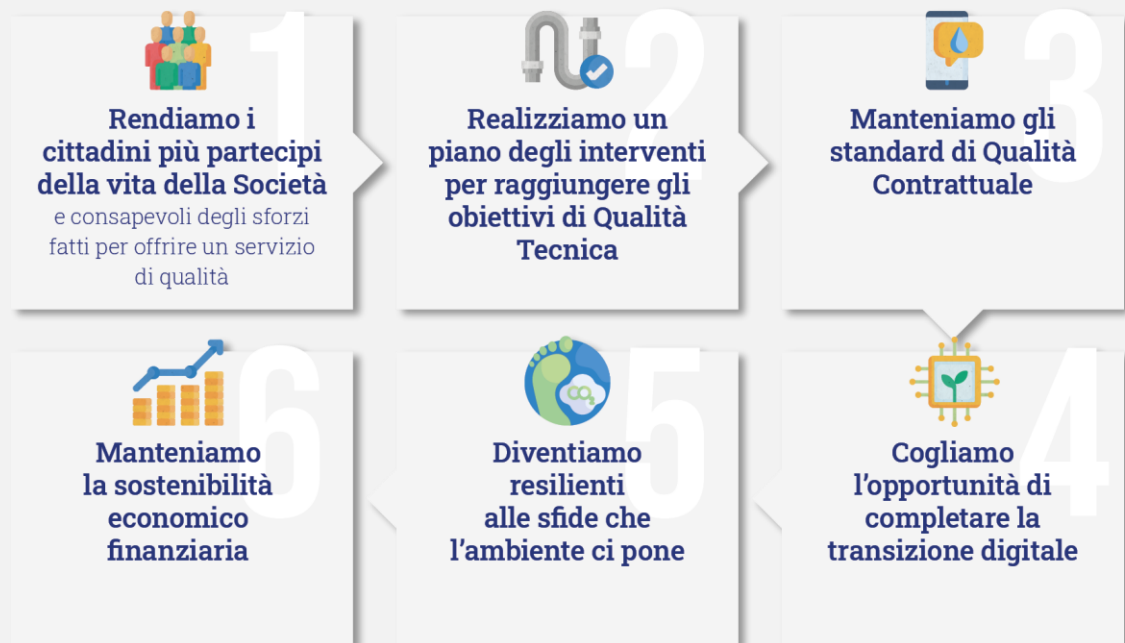 1
Rendiamo i
cittadini più partecipi
della vita della Società
e consapevoli degli sforzi
fatti per offrire un servizio
di qualità
2
Realizziamo un
piano degli interventi
per raggiungere gli
obiettivi di Qualità
Tecnica
3
Manteniamo gli
standard di Qualità
Contrattuale
4
Cogliamo
l’opportunità di
completare la
transizione digitale
5
Diventiamo
resilienti
alle sfide che
l’ambiente ci pone
6
Manteniamo
la sostenibilità
economico
finanziaria